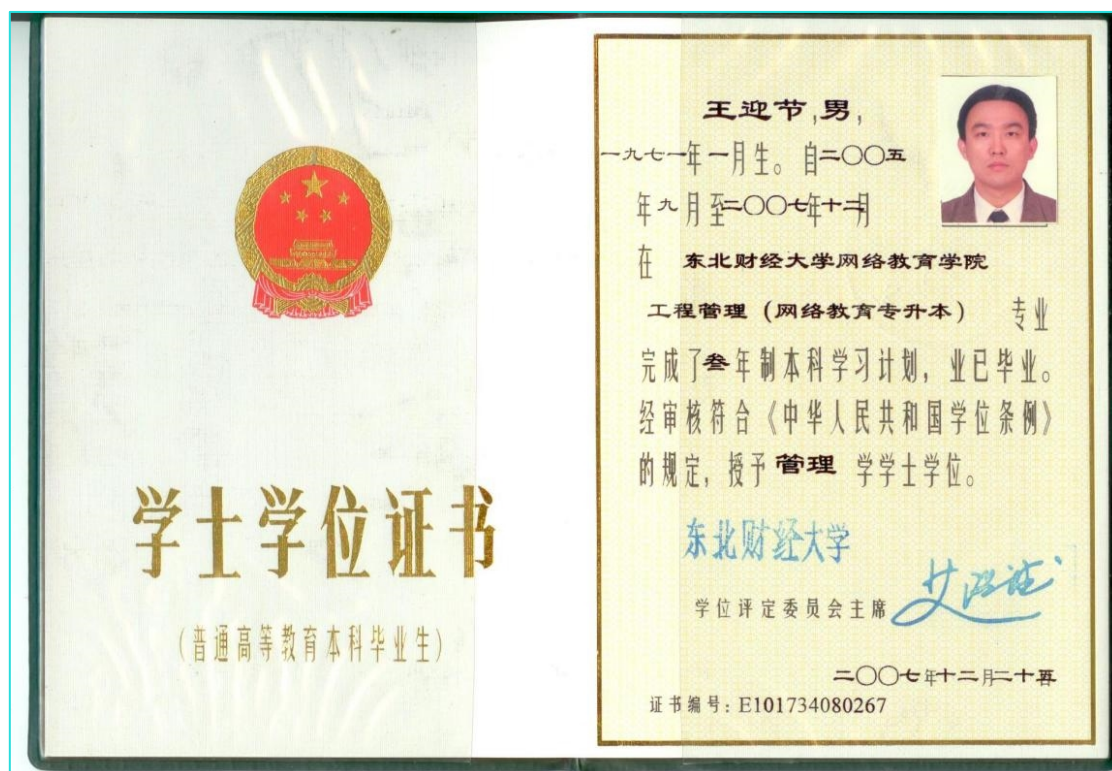 学士学位证书
(普通高等教育本科毕业生)
王迎节,男,
一九七一年一月生。自二〇〇五
年九月至二〇〇七年十二月
在 东北财经大学网络教育学院
工程管理(网络教育专升本) 专业
完成了叁年制本科学习计划,业已毕业。
经审核符合《中华人民共和国学位条例》
的规定,授予管理 学学士学位。
东北财经大学
学位评定委员会主席
二〇〇七年十二月二十五
证书编号:E101734080267